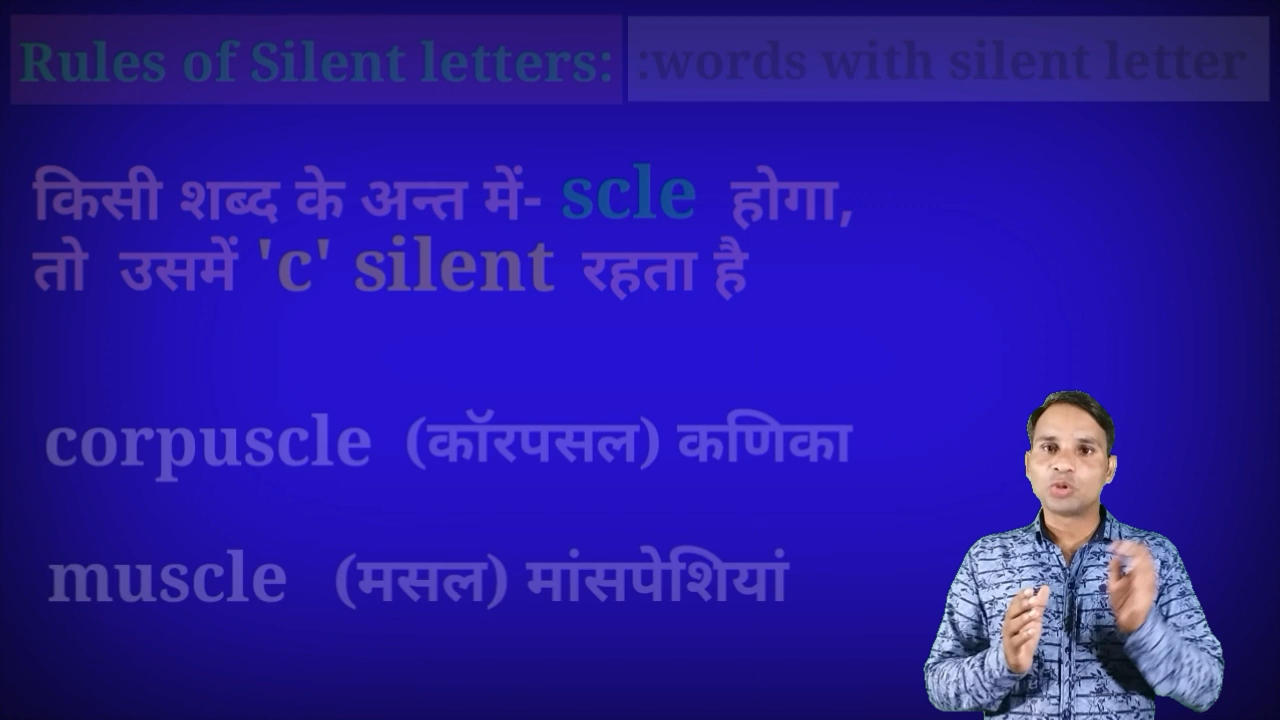 Rules of Silent letters: :words with silent letter
किसी शब्द के अन्त में- scle होगा,
तो उसमें 'c' silent रहता है
corpuscle (कॉरपसल) कणिका
muscle (मसल) मांसपेशियां